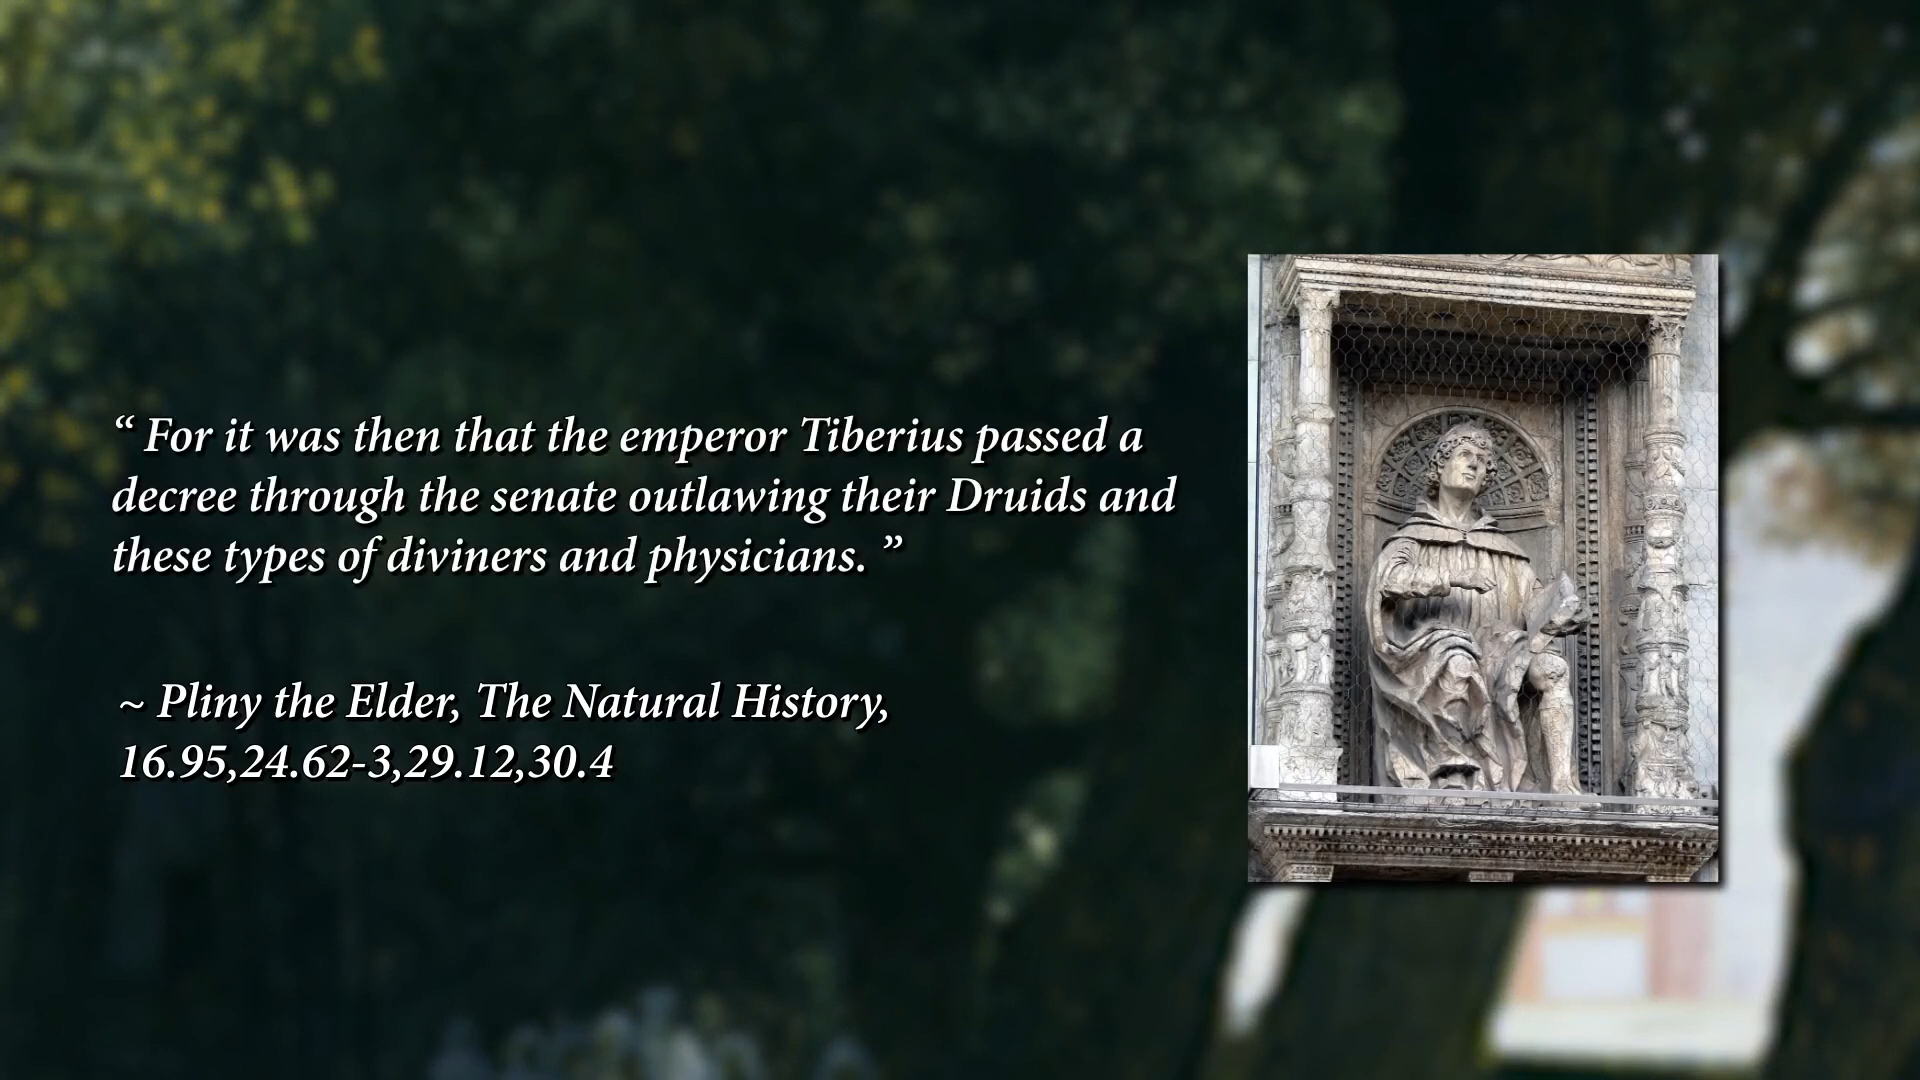 “ For it was then that the emperor Tiberius passed a
decree through the senate outlawing their Druids and
these types of diviners and physicians. ”
~ Pliny the Elder, The Natural History,
16.95,24.62-3,29.12,30.4